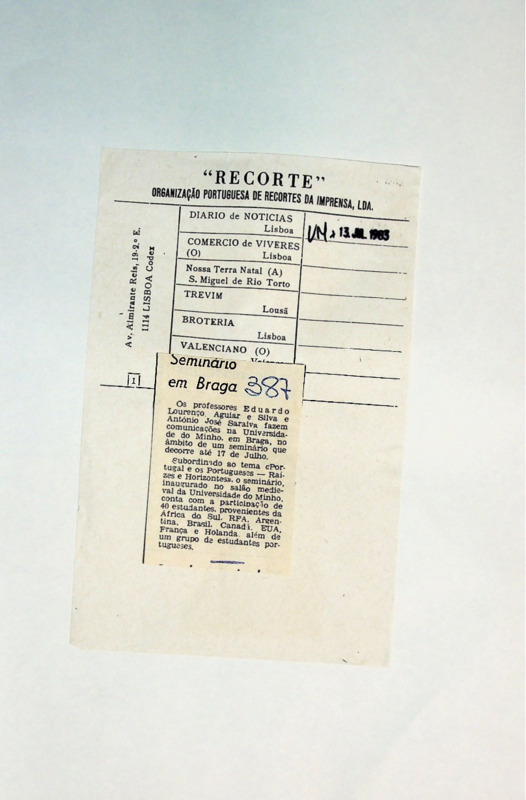 "RECORTE"
ORGANIZAÇÃO PORTUGUESA DE RECORTES DA IMPRENSA, LDA.
Av. Almirante Reis, 19-2.º E.
1114 LISBOA Codex
DIARIO de NOTICIAS
Lisboa
13 JUL 1983
COMERCIO de VIVERES
(O) Lisboa
Nossa Terra Natal (A)
S. Miguel de Rio Torto
TREVIM
Lousã
BROTERIA
Lisboa
VALENCIANO (O)
1
Seminário
em Braga 387
Os professores Eduardo
Lourenço, Aguiar e Silva e
António José Saraiva fazem
comunicações na Universida-
de do Minho, em Braga, no
âmbito de um seminário que
decorre até 17 de Julho.
Subordinado ao tema «Por-
tugal e os Portugueses — Raí-
zes e Horizontes», o seminário,
inaugurado no salão medie-
val da Universidade do Minho,
conta com a participação de
40 estudantes, provenientes da
África do Sul, RFA, Argen-
tina, Brasil, Canadá, EUA,
França e Holanda, além de
um grupo de estudantes por-
tugueses.